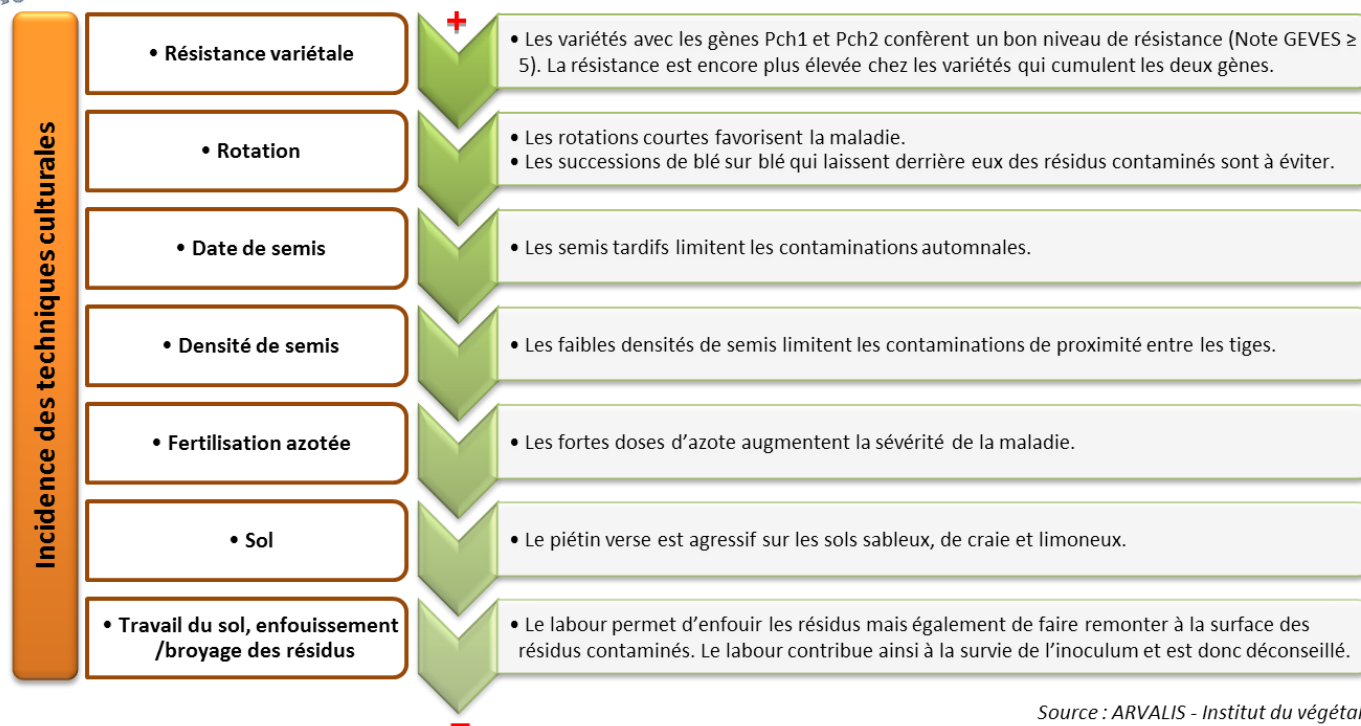 Incidence des techniques culturales
+
• Résistance variétale
• Les variétés avec les gènes Pch1 et Pch2 confèrent un bon niveau de résistance (Note GEVES ≥
5). La résistance est encore plus élevée chez les variétés qui cumulent les deux gènes.
• Rotation
• Les rotations courtes favorisent la maladie.
• Les successions de blé sur blé qui laissent derrière eux des résidus contaminés sont à éviter.
• Date de semis
• Les semis tardifs limitent les contaminations automnales.
• Densité de semis
• Les faibles densités de semis limitent les contaminations de proximité entre les tiges.
• Fertilisation azotée
• Les fortes doses d’azote augmentent la sévérité de la maladie.
• Sol
• Le piétin verse est agressif sur les sols sableux, de craie et limoneux.
• Travail du sol, enfouissement
/broyage des résidus
• Le labour permet d’enfouir les résidus mais également de faire remonter à la surface des
résidus contaminés. Le labour contribue ainsi à la survie de l’inoculum et est donc déconseillé.
–
Source : ARVALIS - Institut du végétal